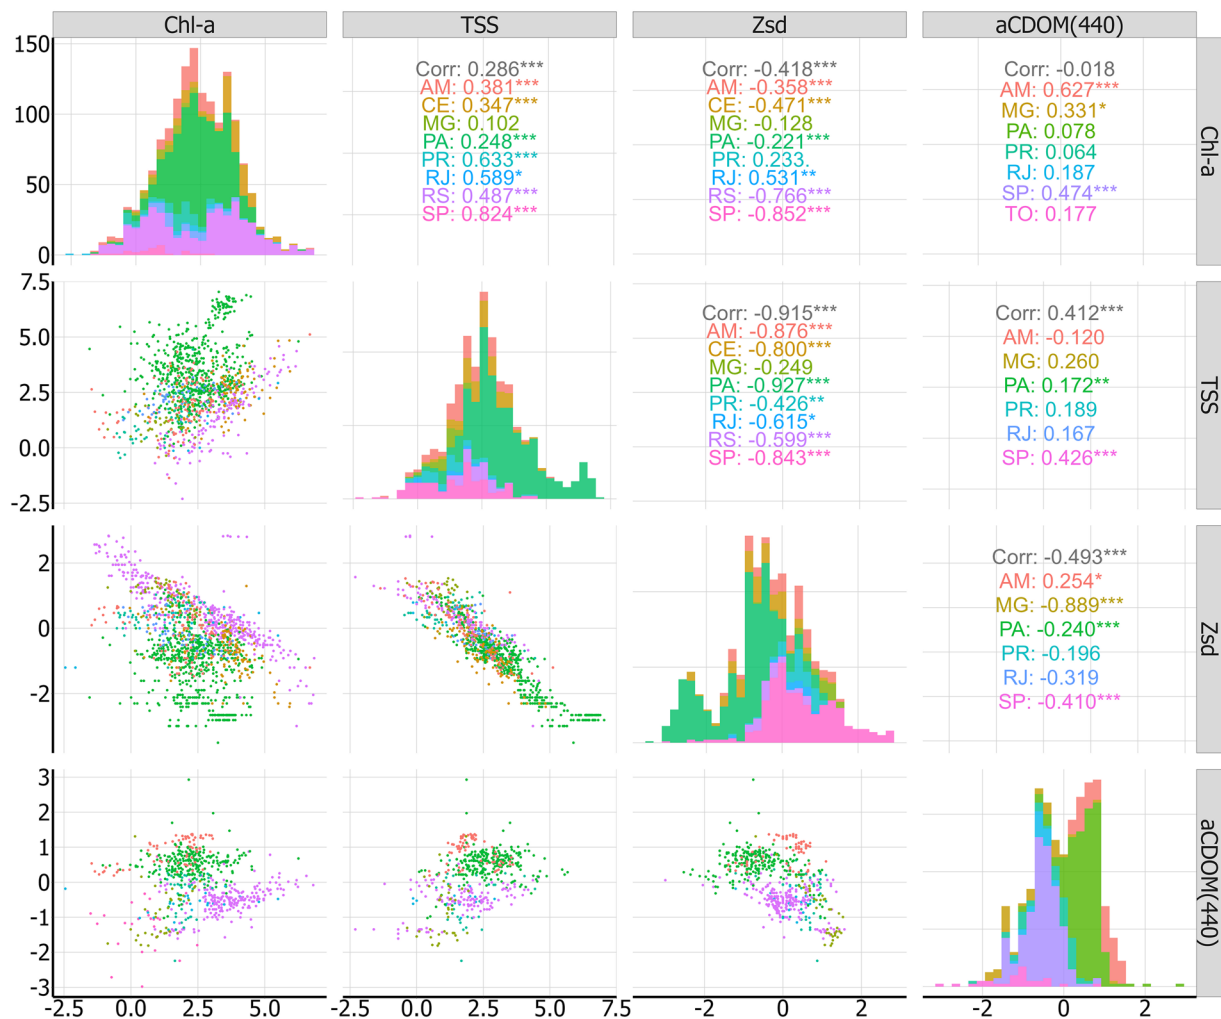 Chl-a
TSS
Zsd
aCDOM(440)
150
100
50
0
Corr: 0.286***
AM: 0.381***
CE: 0.347***
MG: 0.102
PA: 0.248***
PR: 0.633***
RJ: 0.589*
RS: 0.487***
SP: 0.824***
Corr: -0.418***
AM: -0.358***
CE: -0.471***
MG: -0.128
PA: -0.221***
PR: 0.233.
RJ: 0.531**
RS: -0.766***
SP: -0.852***
Corr: -0.018
AM: 0.627***
MG: 0.331*
PA: 0.078
PR: 0.064
RJ: 0.187
SP: 0.474***
TO: 0.177
Chl-a
7.5
5.0
2.5
0.0
-2.5
Corr: -0.915***
AM: -0.876***
CE: -0.800***
MG: -0.249
PA: -0.927***
PR: -0.426**
RJ: -0.615*
RS: -0.599***
SP: -0.843***
Corr: 0.412***
AM: -0.120
MG: 0.260
PA: 0.172**
PR: 0.189
RJ: 0.167
SP: 0.426***
TSS
2
0
-2
Corr: -0.493***
AM: 0.254*
MG: -0.889***
PA: -0.240***
PR: -0.196
RJ: -0.319
SP: -0.410***
Zsd
3
2
1
0
-1
-2
-3
aCDOM(440)
-2.5 0.0 2.5 5.0
-2.5 0.0 2.5 5.0 7.5
-2 0 2
-2 0 2